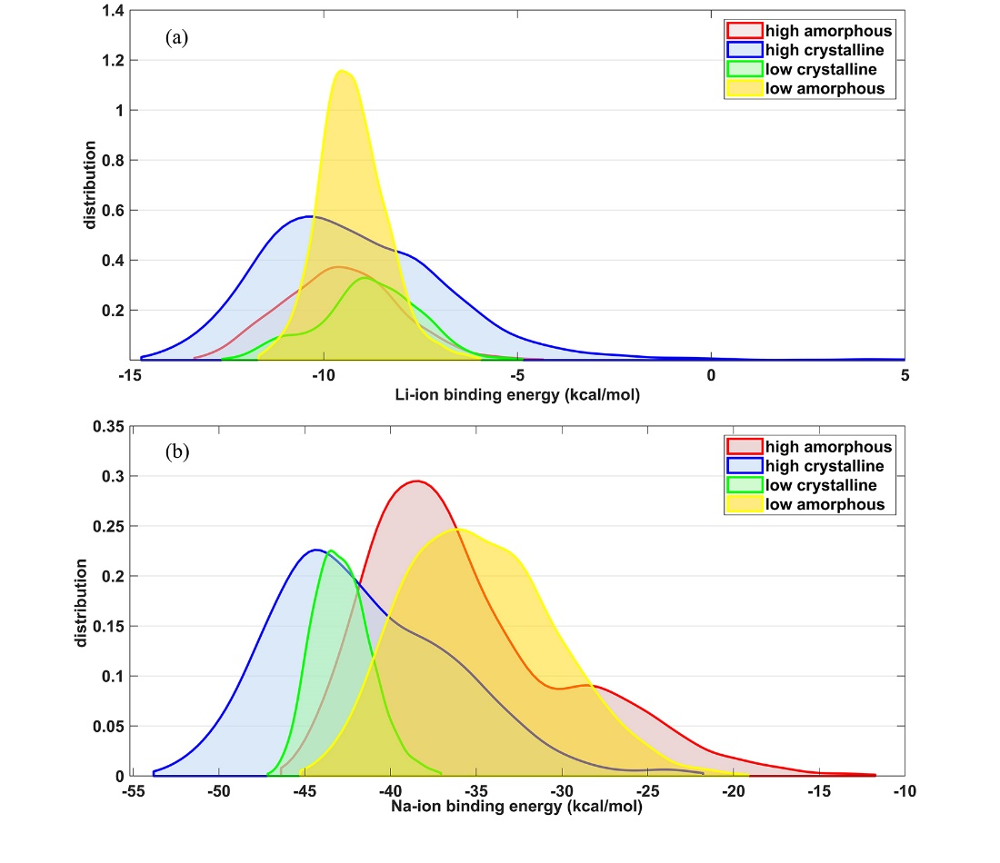 1.4
(a)
high amorphous
high crystalline
low crystalline
low amorphous
1.2
1
0.8
0.6
0.4
0.2
distribution
-15
-10
-5
0
5
Li-ion binding energy (kcal/mol)
0.35
(b)
high amorphous
high crystalline
low crystalline
low amorphous
0.3
0.25
0.2
0.15
0.1
0.05
0
distribution
-55
-50
-45
-40
-35
-30
-25
-20
-15
-10
Na-ion binding energy (kcal/mol)